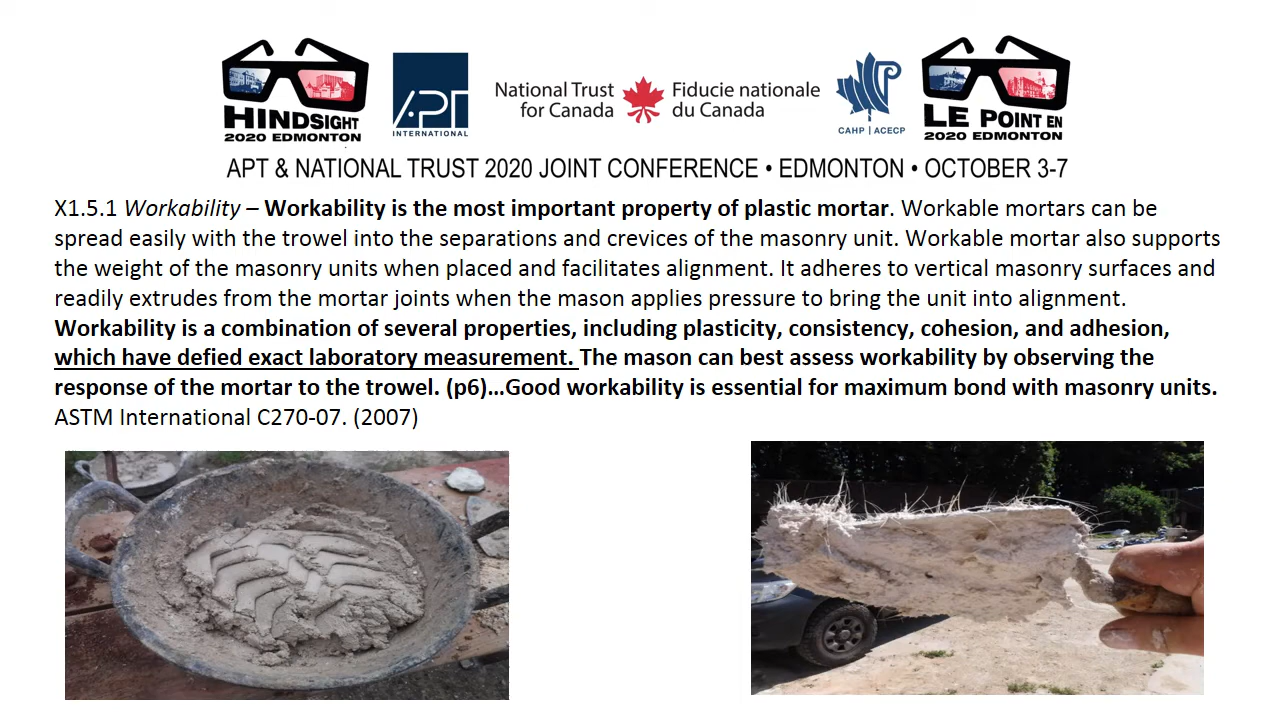 HINDSIGHT
2020 EDMONTON
APT
INTERNATIONAL
National Trust
for Canada
Fiducie nationale
du Canada
CAHP | ACECP
LE POINT EN
2020 EDMONTON
APT & NATIONAL TRUST 2020 JOINT CONFERENCE • EDMONTON • OCTOBER 3-7
X1.5.1 Workability – Workability is the most important property of plastic mortar. Workable mortars can be
spread easily with the trowel into the separations and crevices of the masonry unit. Workable mortar also supports
the weight of the masonry units when placed and facilitates alignment. It adheres to vertical masonry surfaces and
readily extrudes from the mortar joints when the mason applies pressure to bring the unit into alignment.
Workability is a combination of several properties, including plasticity, consistency, cohesion, and adhesion,
which have defied exact laboratory measurement. The mason can best assess workability by observing the
response of the mortar to the trowel. (p6)…Good workability is essential for maximum bond with masonry units.
ASTM International C270-07. (2007)